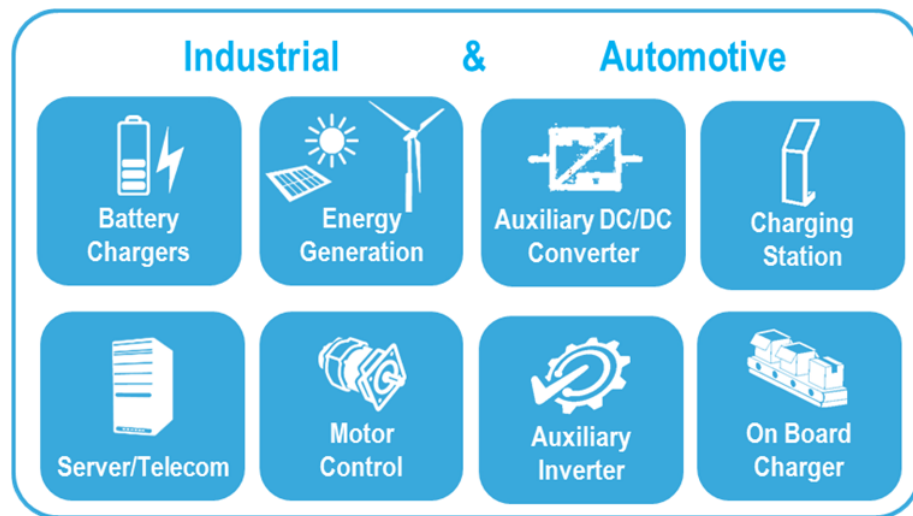 Industrial & Automotive
Battery
Chargers
Energy
Generation
Auxiliary DC/DC
Converter
Charging
Station
Server/Telecom
Motor
Control
Auxiliary
Inverter
On Board
Charger